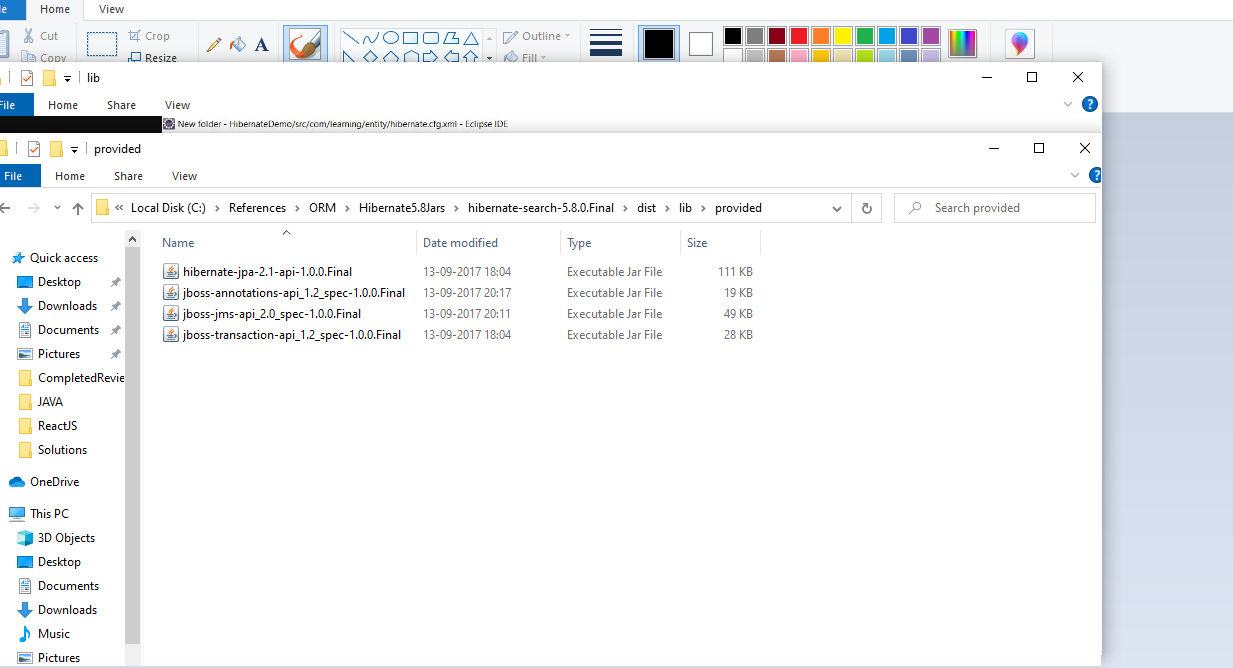 le Home View
Cut Crop Outline
Copy Resize A Fill
lib
File Home Share View ?
New folder - HibernateDemo/src/com/learning/entity/hibernate.cfg.xml - Eclipse IDE
provided
File Home Share View ?
« Local Disk (C:) › References › ORM › Hibernate5.8Jars › hibernate-search-5.8.0.Final › dist › lib › provided Search provided
Name Date modified Type Size
Quick access
hibernate-jpa-2.1-api-1.0.0.Final 13-09-2017 18:04 Executable Jar File 111 KB
Desktop
jboss-annotations-api_1.2_spec-1.0.0.Final 13-09-2017 20:17 Executable Jar File 19 KB
Downloads
jboss-jms-api_2.0_spec-1.0.0.Final 13-09-2017 20:11 Executable Jar File 49 KB
Documents
jboss-transaction-api_1.2_spec-1.0.0.Final 13-09-2017 18:04 Executable Jar File 28 KB
Pictures
CompletedRevie
JAVA
ReactJS
Solutions
OneDrive
This PC
3D Objects
Desktop
Documents
Downloads
Music
Pictures